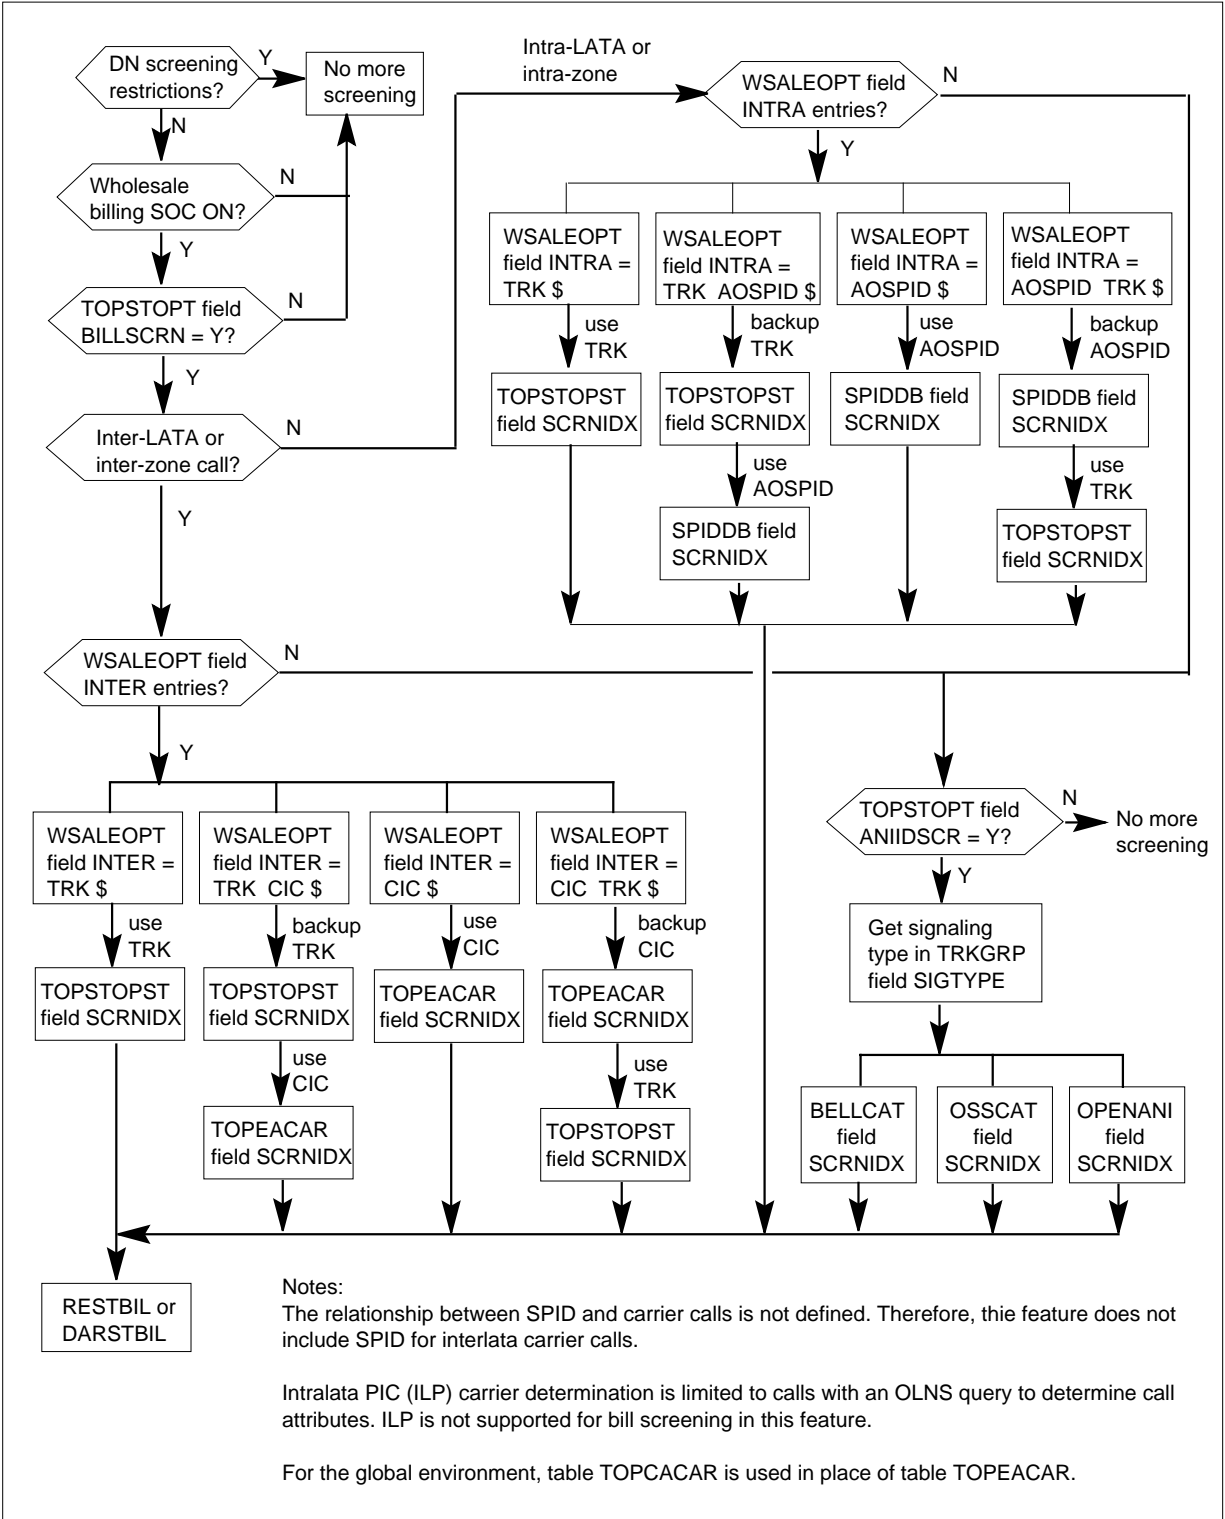 DN screening
restrictions?
Y
No more
screening
N
Wholesale
billing SOC ON?
N
Y
TOPSTOPT field
BILLSCRN = Y?
N
Y
Inter-LATA or
inter-zone call?
N
Y
Intra-LATA or
intra-zone
WSALEOPT field
INTRA entries?
N
Y
WSALEOPT
field INTRA =
TRK $
WSALEOPT
field INTRA =
TRK AOSPID $
WSALEOPT
field INTRA =
AOSPID $
WSALEOPT
field INTRA =
AOSPID TRK $
use
TRK
backup
TRK
use
AOSPID
backup
AOSPID
TOPSTOPST
field SCRNIDX
TOPSTOPST
field SCRNIDX
SPIDDB field
SCRNIDX
SPIDDB field
SCRNIDX
use
AOSPID
use
TRK
SPIDDB field
SCRNIDX
TOPSTOPST
field SCRNIDX
WSALEOPT field
INTER entries?
N
Y
WSALEOPT
field INTER =
TRK $
WSALEOPT
field INTER =
TRK CIC $
WSALEOPT
field INTER =
CIC $
WSALEOPT
field INTER =
CIC TRK $
use
TRK
backup
TRK
use
CIC
backup
CIC
TOPSTOPST
field SCRNIDX
TOPSTOPST
field SCRNIDX
TOPEACAR
field SCRNIDX
TOPEACAR
field SCRNIDX
use
CIC
use
TRK
TOPEACAR
field SCRNIDX
TOPSTOPST
field SCRNIDX
TOPSTOPT field
ANIIDSCR = Y?
N
No more
screening
Y
Get signaling
type in TRKGRP
field SIGTYPE
BELLCAT
field
SCRNIDX
OSSCAT
field
SCRNIDX
OPENANI
field
SCRNIDX
RESTBIL or
DARSTBIL
Notes:
The relationship between SPID and carrier calls is not defined. Therefore, thie feature does not
include SPID for interlata carrier calls.
Intralata PIC (ILP) carrier determination is limited to calls with an OLNS query to determine call
attributes. ILP is not supported for bill screening in this feature.
For the global environment, table TOPCACAR is used in place of table TOPEACAR.